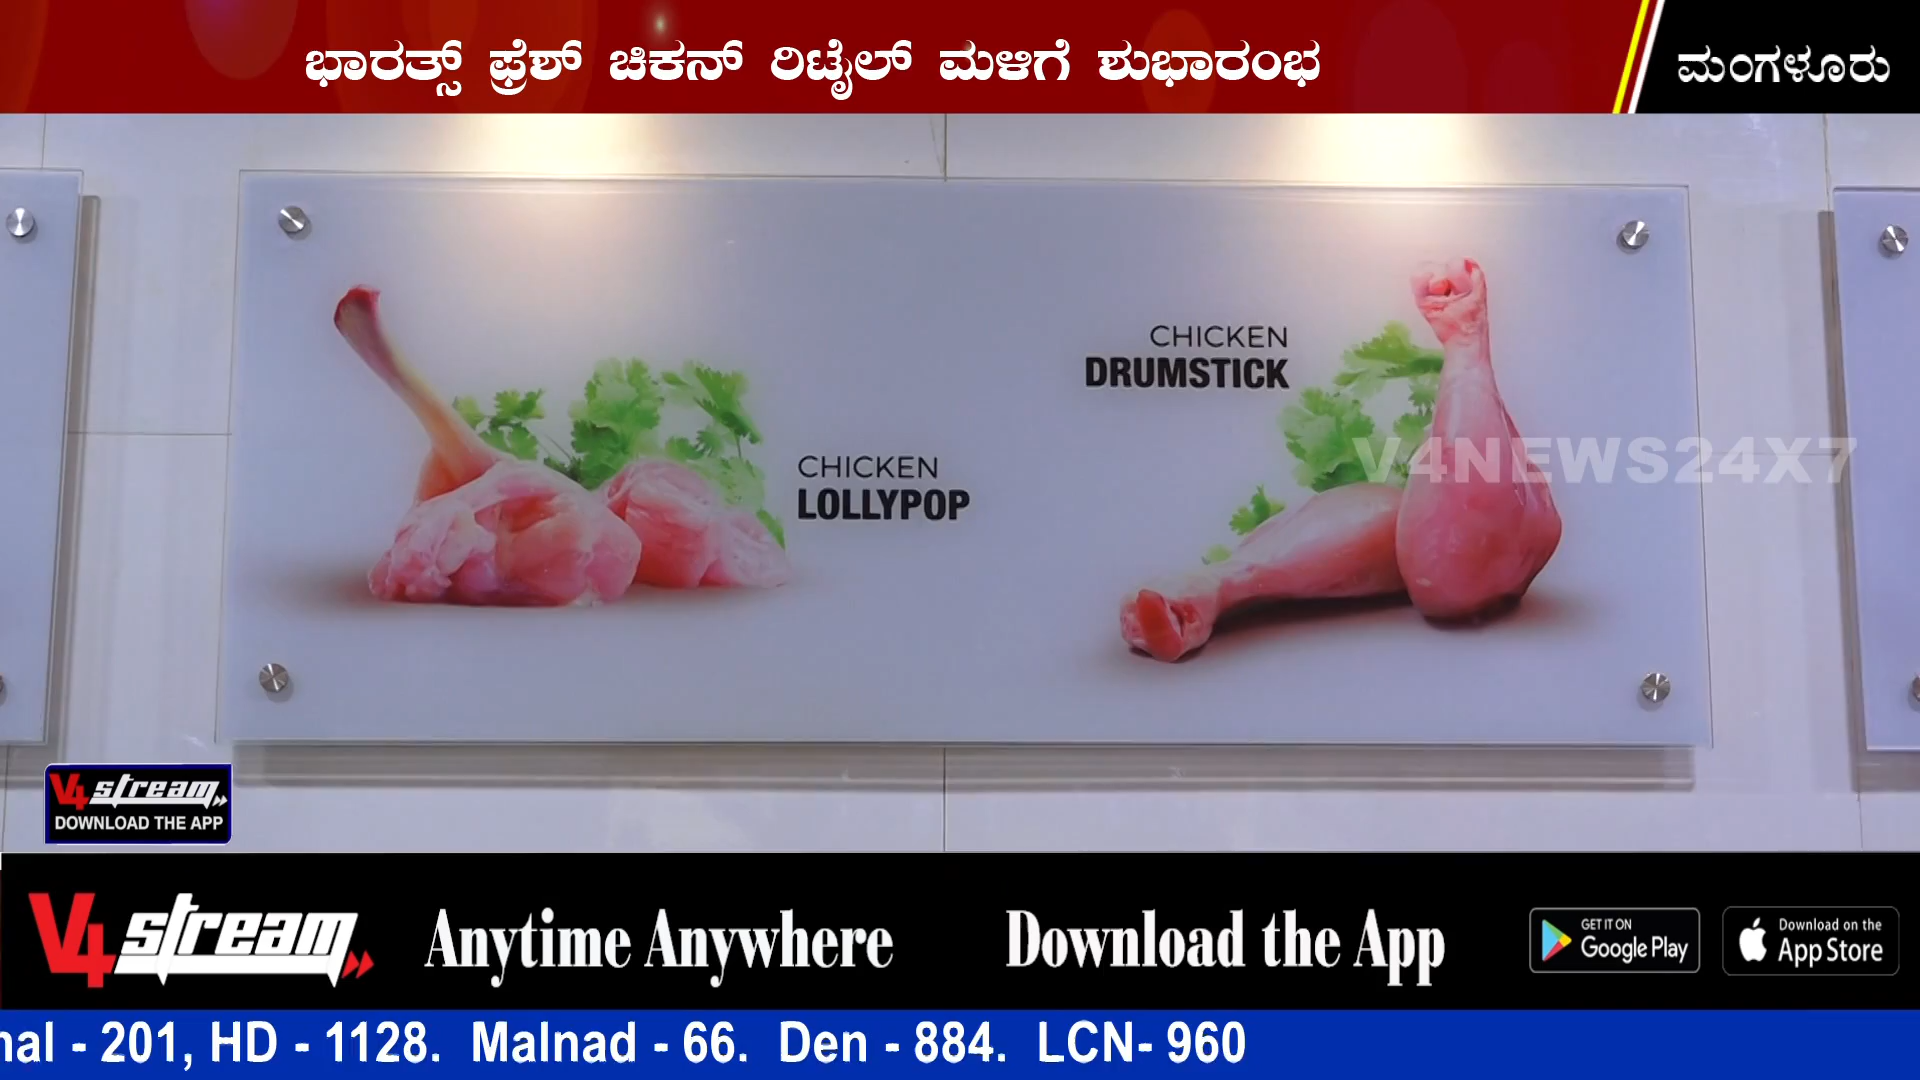 ಭಾರತ್ಸ್ ಫ್ರೆಶ್ ಚಿಕನ್ ರಿಟೈಲ್ ಮಳಿಗೆ ಶುಭಾರಂಭ
ಮಂಗಳೂರು
CHICKEN
DRUMSTICK
CHICKEN
LOLLYPOP
V4NEWS24X7
V4 stream
DOWNLOAD THE APP
V4 stream Anytime Anywhere Download the App
GET IT ON
Google Play
Download on the
App Store
- 201, HD - 1128. Malnad - 66. Den - 884. LCN- 960